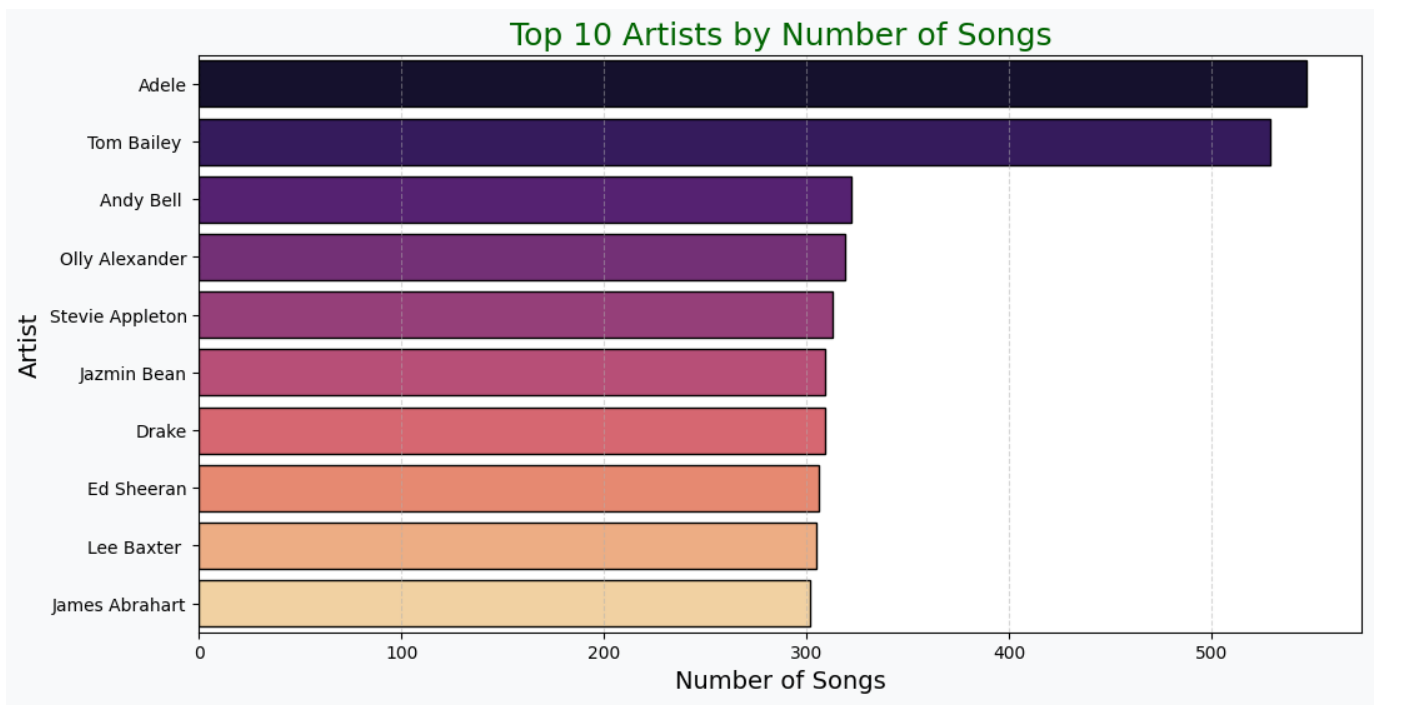 Top 10 Artists by Number of Songs
Adele
Tom Bailey
Andy Bell
Olly Alexander
Stevie Appleton
Jazmin Bean
Drake
Ed Sheeran
Lee Baxter
James Abrahart
Artist
0 100 200 300 400 500
Number of Songs